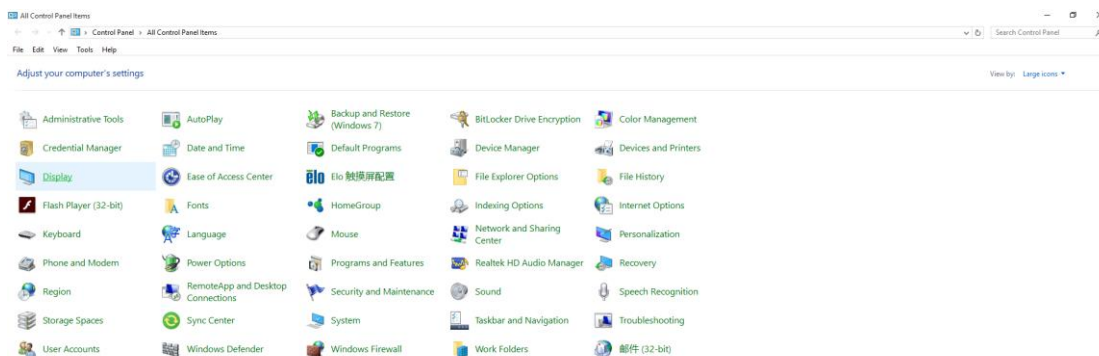 All Control Panel Items
Control Panel › All Control Panel Items
Search Control Panel
File Edit View Tools Help
Adjust your computer's settings
View by: Large icons
Administrative Tools
AutoPlay
Backup and Restore
(Windows 7)
BitLocker Drive Encryption
Color Management
Credential Manager
Date and Time
Default Programs
Device Manager
Devices and Printers
Display
Ease of Access Center
elo
Elo 触摸屏配置
File Explorer Options
File History
Flash Player (32-bit)
Fonts
HomeGroup
Indexing Options
Internet Options
Keyboard
Language
Mouse
Network and Sharing
Center
Personalization
Phone and Modem
Power Options
Programs and Features
Realtek HD Audio Manager
Recovery
Region
RemoteApp and Desktop
Connections
Security and Maintenance
Sound
Speech Recognition
Storage Spaces
Sync Center
System
Taskbar and Navigation
Troubleshooting
User Accounts
Windows Defender
Windows Firewall
Work Folders
邮件 (32-bit)